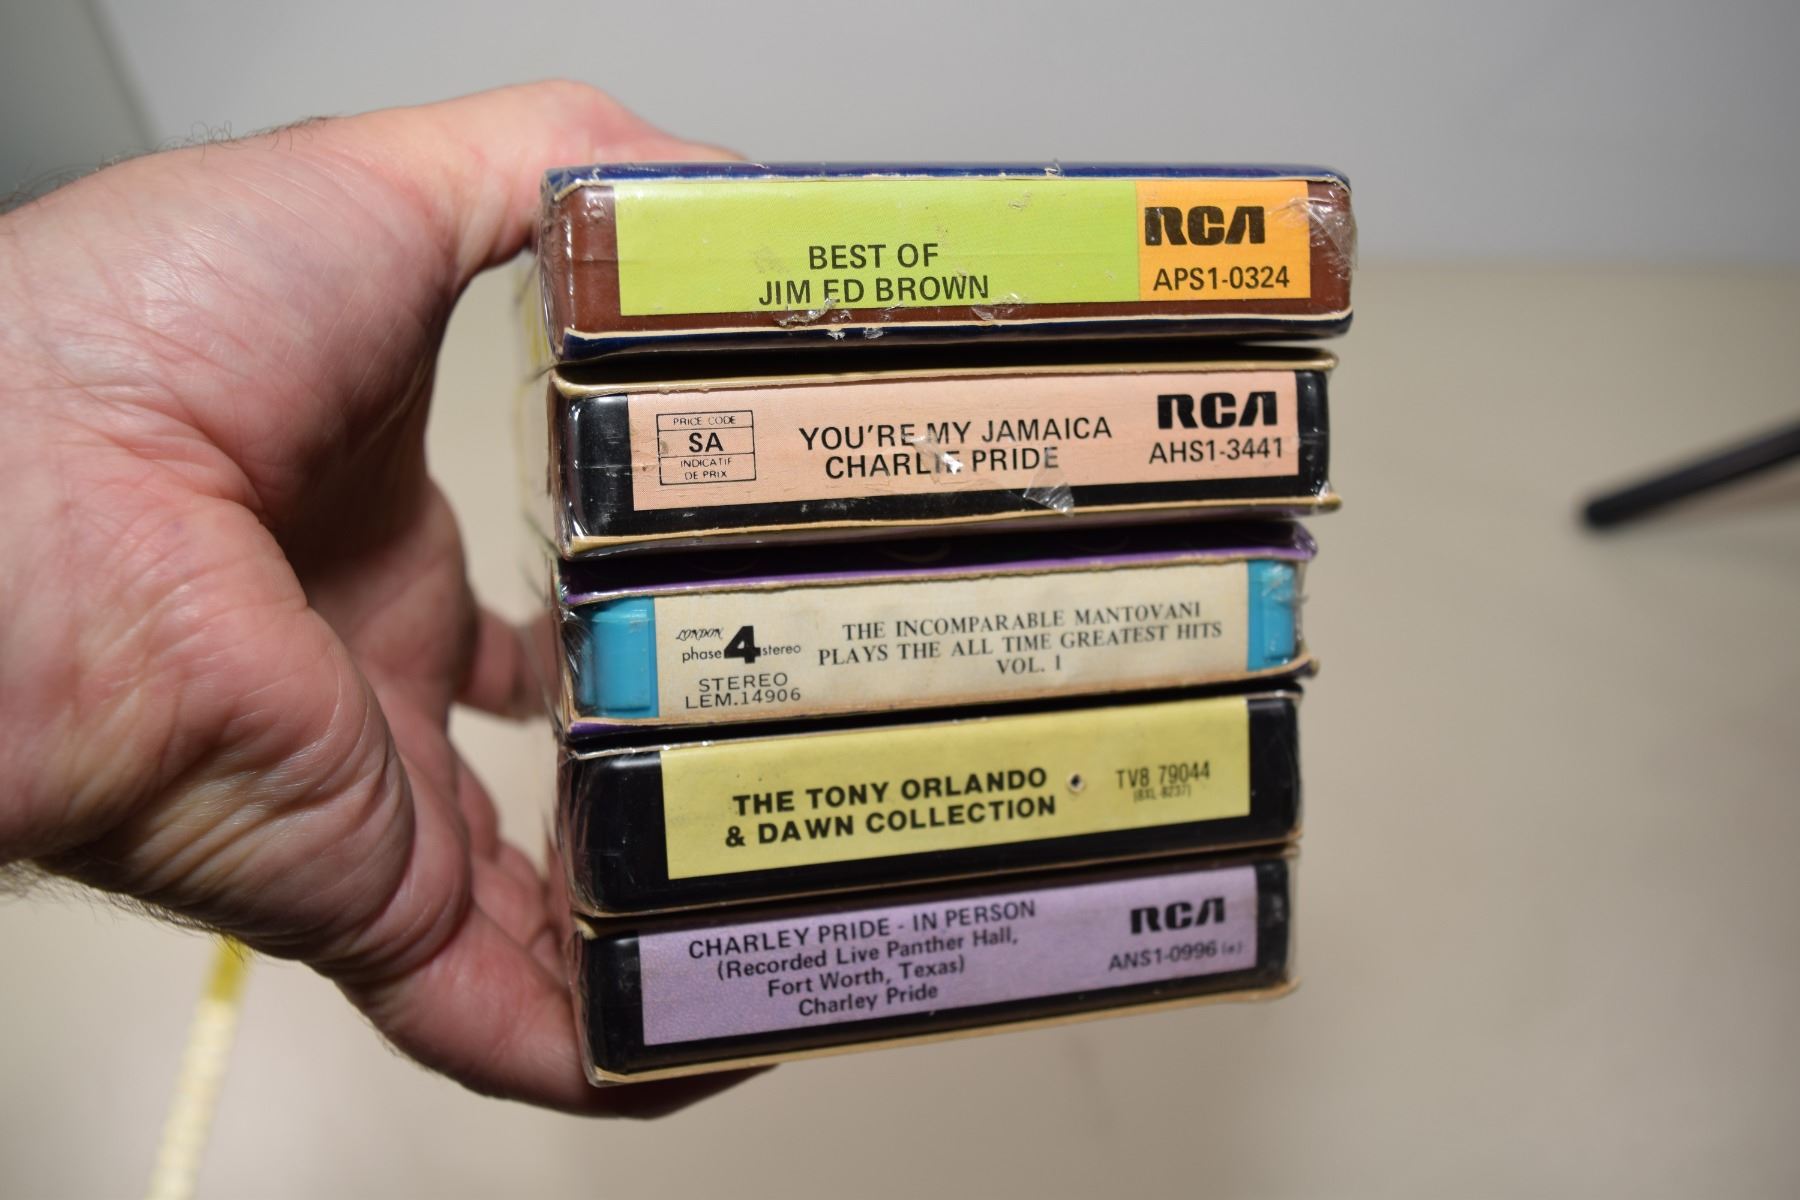 BEST OF
JIM ED BROWN
RCA
APS1-0324
PRICE CODE
SA
INDICATIF
DE PRIX
YOU'RE MY JAMAICA
CHARLIE PRIDE
RCA
AHS1-3441
LONDON
phase 4 stereo
STEREO
LEM.14906
THE INCOMPARABLE MANTOVANI
PLAYS THE ALL TIME GREATEST HITS
VOL. 1
THE TONY ORLANDO
& DAWN COLLECTION
TV8 79044
(8XL-8237)
CHARLEY PRIDE - IN PERSON
(Recorded Live Panther Hall,
Fort Worth, Texas)
Charley Pride
RCA
ANS1-0996 (e)